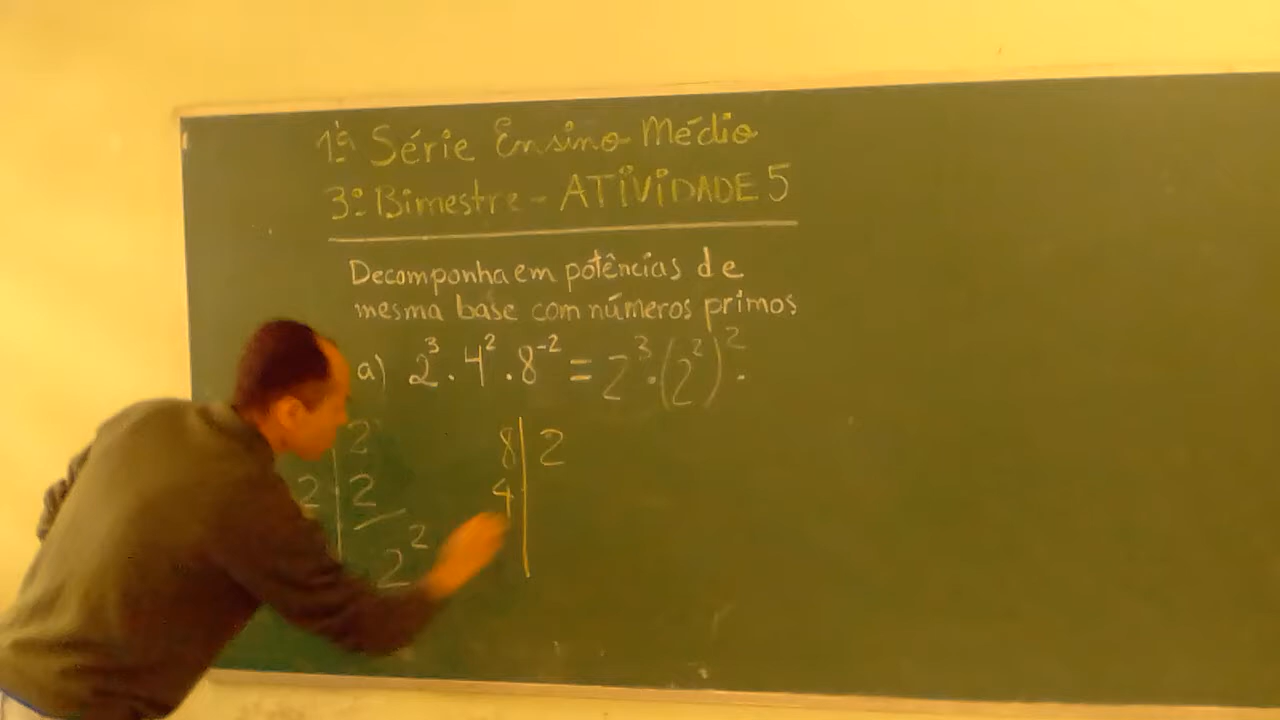 1ª Série Ensino Médio
3º Bimestre - ATIVIDADE 5
Decomponha em potências de
mesma base com números primos
a) 2³ . 4² . 8⁻² = 2³ . (2²)² .
2
2 | 2
2²
8 | 2
4